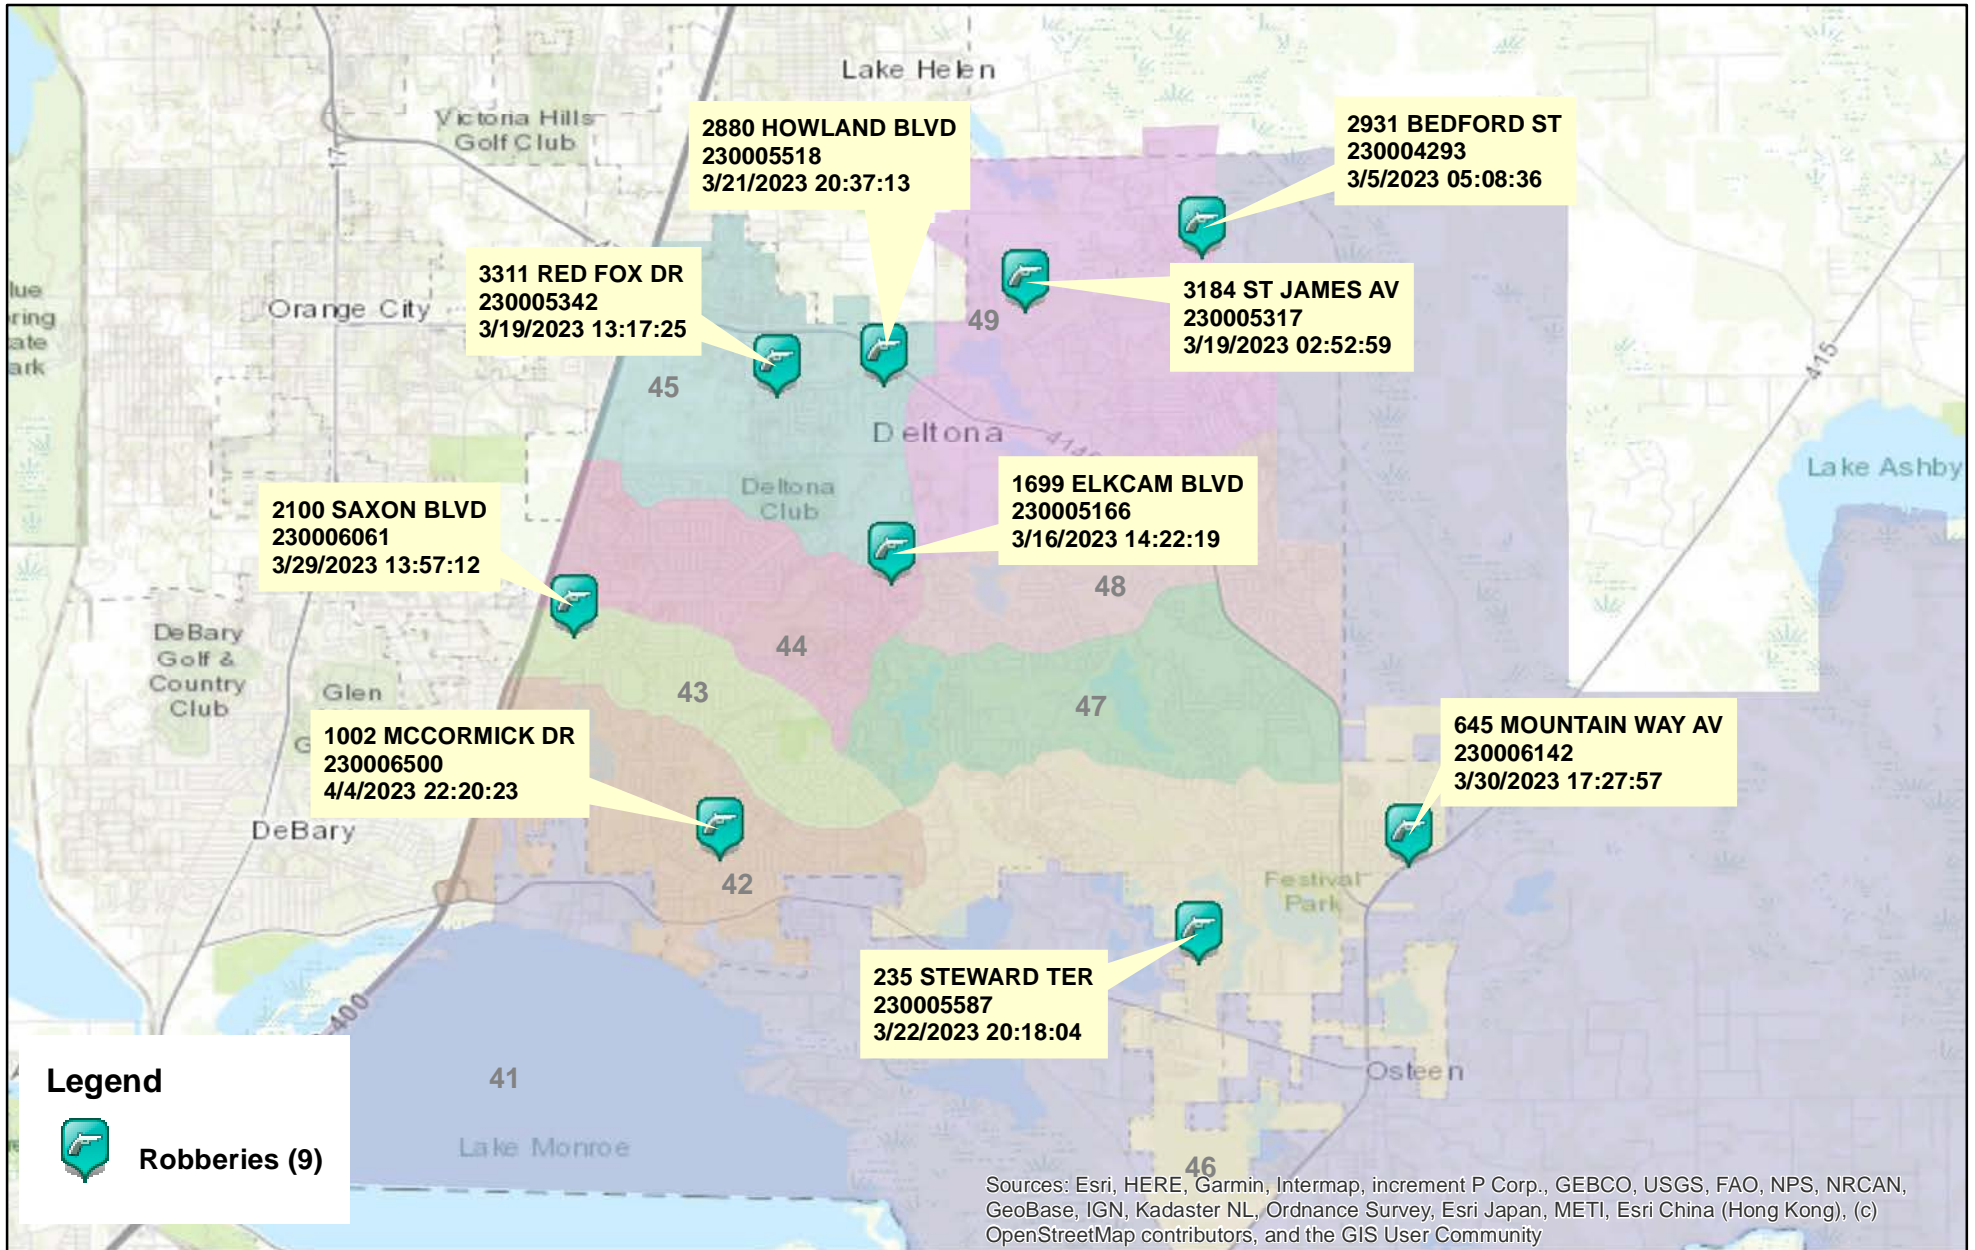 Lake Helen
Victoria Hills
Golf Club
2880 HOWLAND BLVD
230005518
3/21/2023 20:37:13
2931 BEDFORD ST
230004293
3/5/2023 05:08:36
17
3311 RED FOX DR
230005342
3/19/2023 13:17:25
3184 ST JAMES AV
230005317
3/19/2023 02:52:59
Orange City
49
45
415
Deltona
Lake Ashby
Deltona
Club
1699 ELKCAM BLVD
230005166
3/16/2023 14:22:19
2100 SAXON BLVD
230006061
3/29/2023 13:57:12
48
DeBary
Golf &
Country
Club
44
43
Glen
47
1002 MCCORMICK DR
230006500
4/4/2023 22:20:23
645 MOUNTAIN WAY AV
230006142
3/30/2023 17:27:57
DeBary
42
Festival
Park
235 STEWARD TER
230005587
3/22/2023 20:18:04
400
41
Osteen
Lake Monroe
46
Legend
Robberies (9)
Sources: Esri, HERE, Garmin, Intermap, increment P Corp., GEBCO, USGS, FAO, NPS, NRCAN,
GeoBase, IGN, Kadaster NL, Ordnance Survey, Esri Japan, METI, Esri China (Hong Kong), (c)
OpenStreetMap contributors, and the GIS User Community